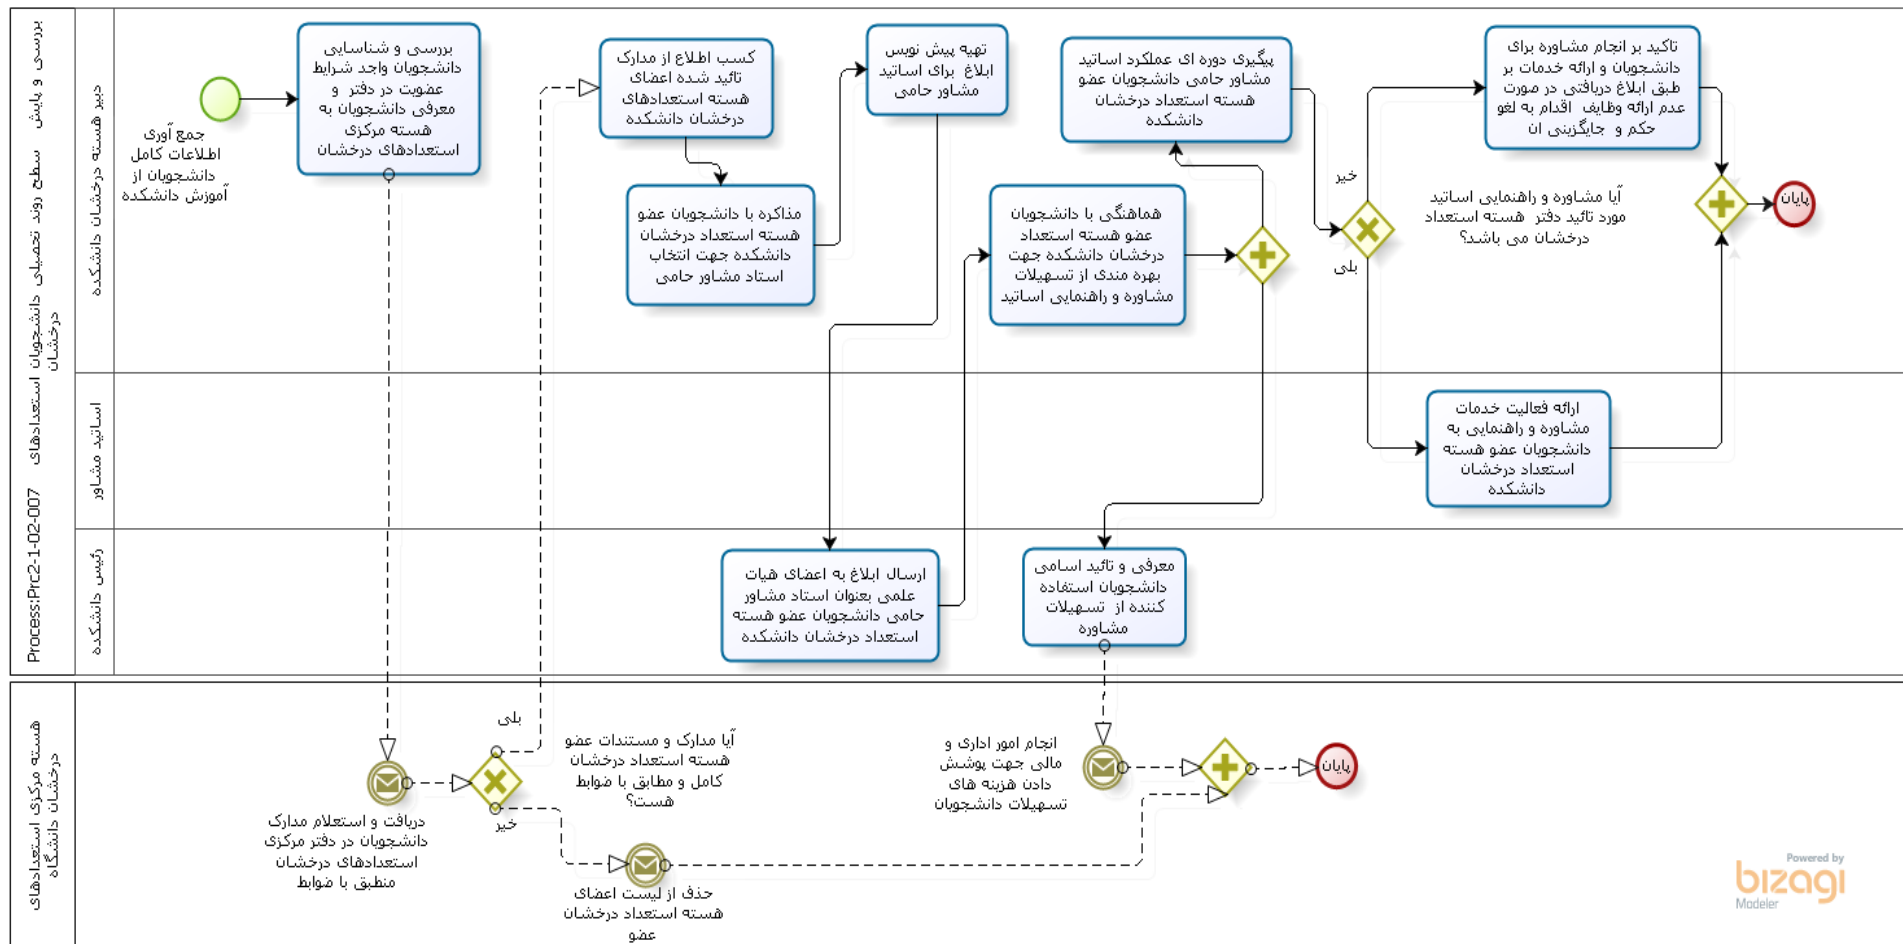 بررسی و پایش سطح روند تحصیلی دانشجویان استعدادهای
درخشان
Process:Prc2-1-02-007
دبیر هسته درخشان دانشکده
اساتید مشاور
رئیس دانشکده
جمع آوری
اطلاعات کامل
دانشجویان از
آموزش دانشکده
بررسی و شناسایی
دانشجویان واجد شرایط
عضویت در دفتر و
معرفی دانشجویان به
هسته مرکزی
استعدادهای درخشان
کسب اطلاع از مدارک
تائید شده اعضای
هسته استعدادهای
درخشان دانشکده
مذاکره با دانشجویان عضو
هسته استعداد درخشان
دانشکده جهت انتخاب
استاد مشاور حامی
تهیه پیش نویس
ابلاغ برای اساتید
مشاور حامی
هماهنگی با دانشجویان
عضو هسته استعداد
درخشان دانشکده جهت
بهره مندی از تسهیلات
مشاوره و راهنمایی اساتید
پیگیری دوره ای عملکرد اساتید
مشاور حامی دانشجویان عضو
هسته استعداد درخشان
دانشکده
خیر
بلی
آیا مشاوره و راهنمایی اساتید
مورد تائید دفتر هسته استعداد
درخشان می باشد؟
تاکید بر انجام مشاوره برای
دانشجویان و ارائه خدمات بر
طبق ابلاغ دریافتی در صورت
عدم ارائه وظایف اقدام به لغو
حکم و جایگزینی ان
پایان
ارائه فعالیت خدمات
مشاوره و راهنمایی به
دانشجویان عضو هسته
استعداد درخشان
دانشکده
ارسال ابلاغ به اعضای هیات
علمی بعنوان استاد مشاور
حامی دانشجویان عضو هسته
استعداد درخشان دانشکده
معرفی و تائید اسامی
دانشجویان استفاده
کننده از تسهیلات
مشاوره
هسته مرکزی استعدادهای
درخشان دانشگاه
دریافت و استعلام مدارک
دانشجویان در دفتر مرکزی
استعدادهای درخشان
منطبق با ضوابط
بلی
خیر
آیا مدارک و مستندات عضو
هسته استعداد درخشان
کامل و مطابق با ضوابط
هست؟
حذف از لیست اعضای
هسته استعداد درخشان
عضو
انجام امور اداری و
مالی جهت پوشش
دادن هزینه های
تسهیلات دانشجویان
پایان
Powered by
bizagi
Modeler